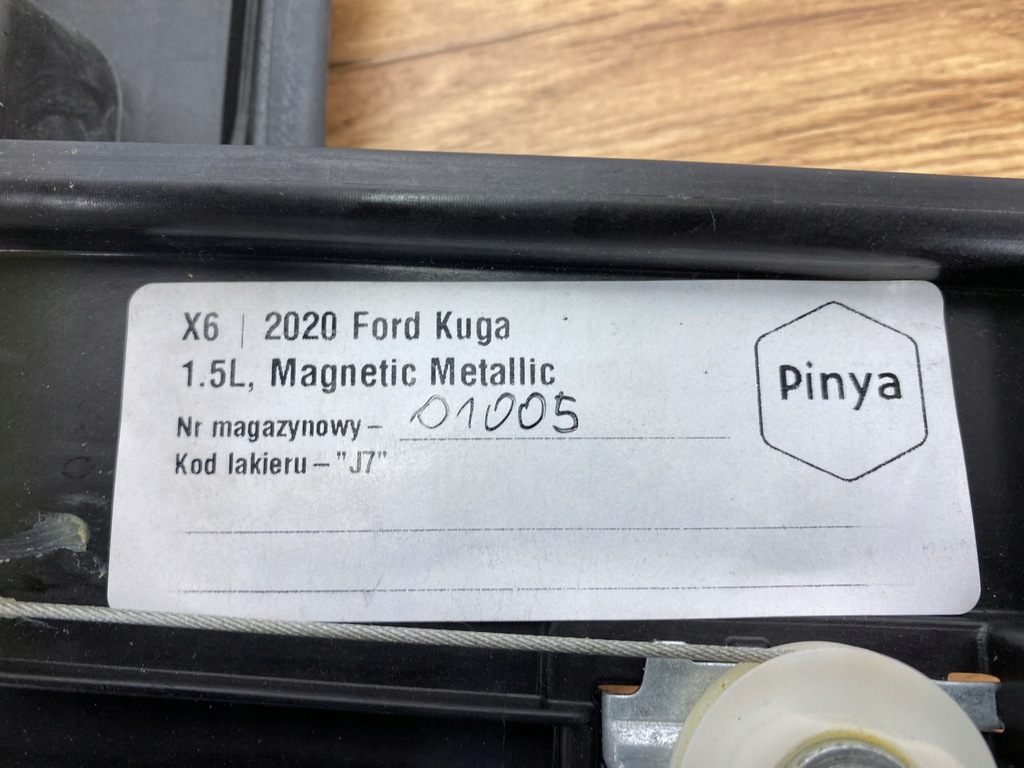 X6 | 2020 Ford Kuga
1.5L, Magnetic Metallic
Nr magazynowy – 01005
Kod lakieru – "J7"
Pinya